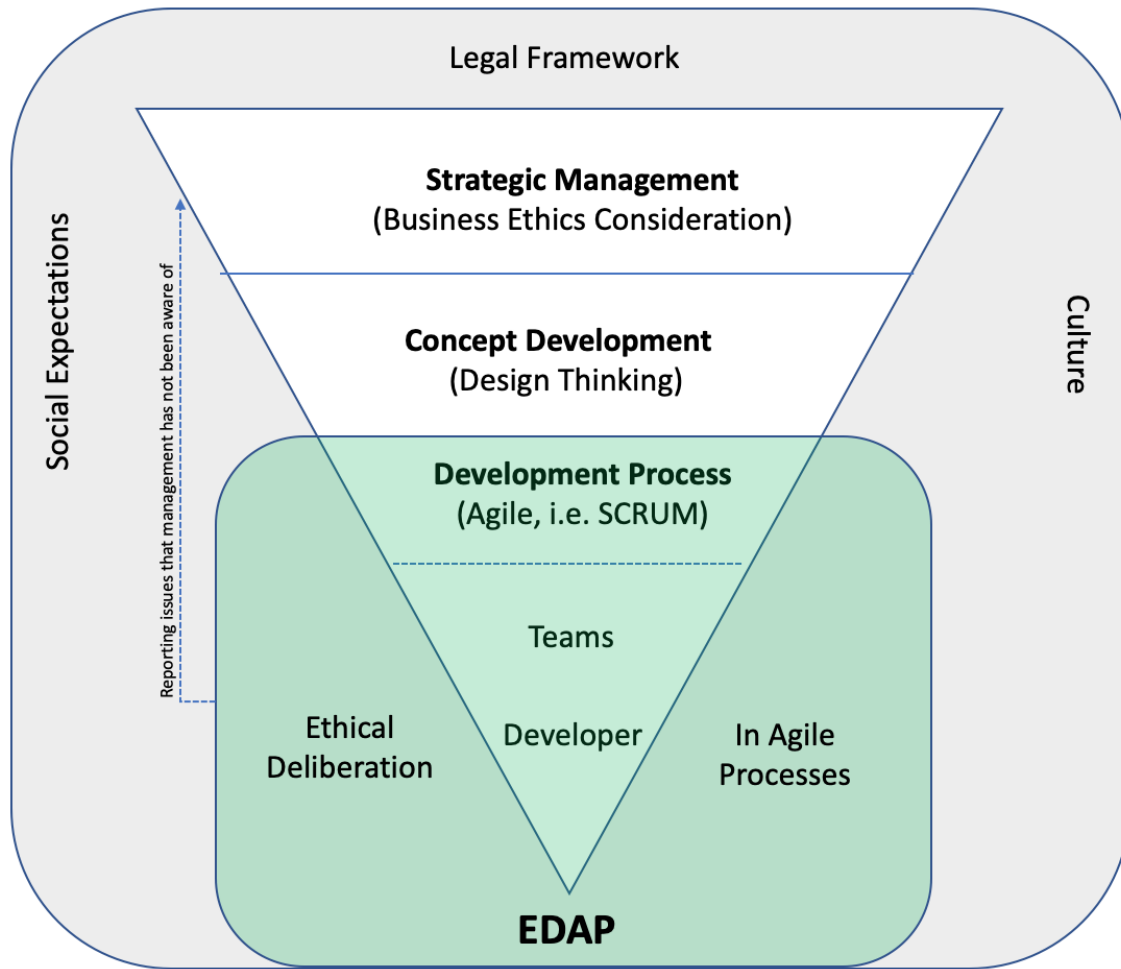 Legal Framework
Strategic Management
(Business Ethics Consideration)
Social Expectations
Reporting issues that management has not been aware of
Culture
Concept Development
(Design Thinking)
Development Process
(Agile, i.e. SCRUM)
Teams
Developer
Ethical
Deliberation
In Agile
Processes
EDAP